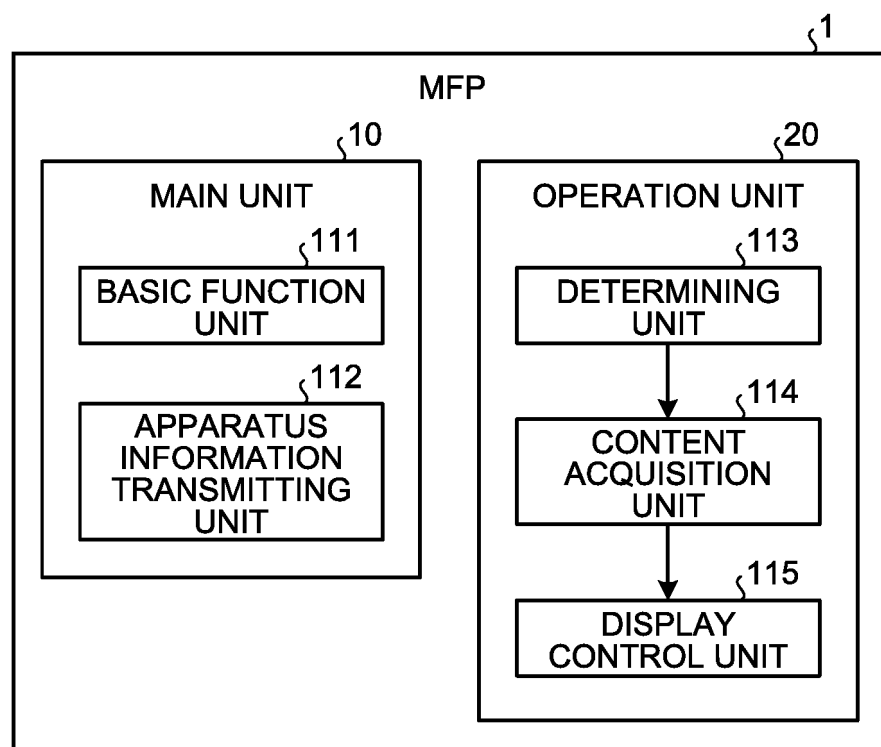 1
MFP
10
MAIN UNIT
111
BASIC FUNCTION
UNIT
112
APPARATUS
INFORMATION
TRANSMITTING
UNIT
20
OPERATION UNIT
113
DETERMINING
UNIT
114
CONTENT
ACQUISITION
UNIT
115
DISPLAY
CONTROL UNIT